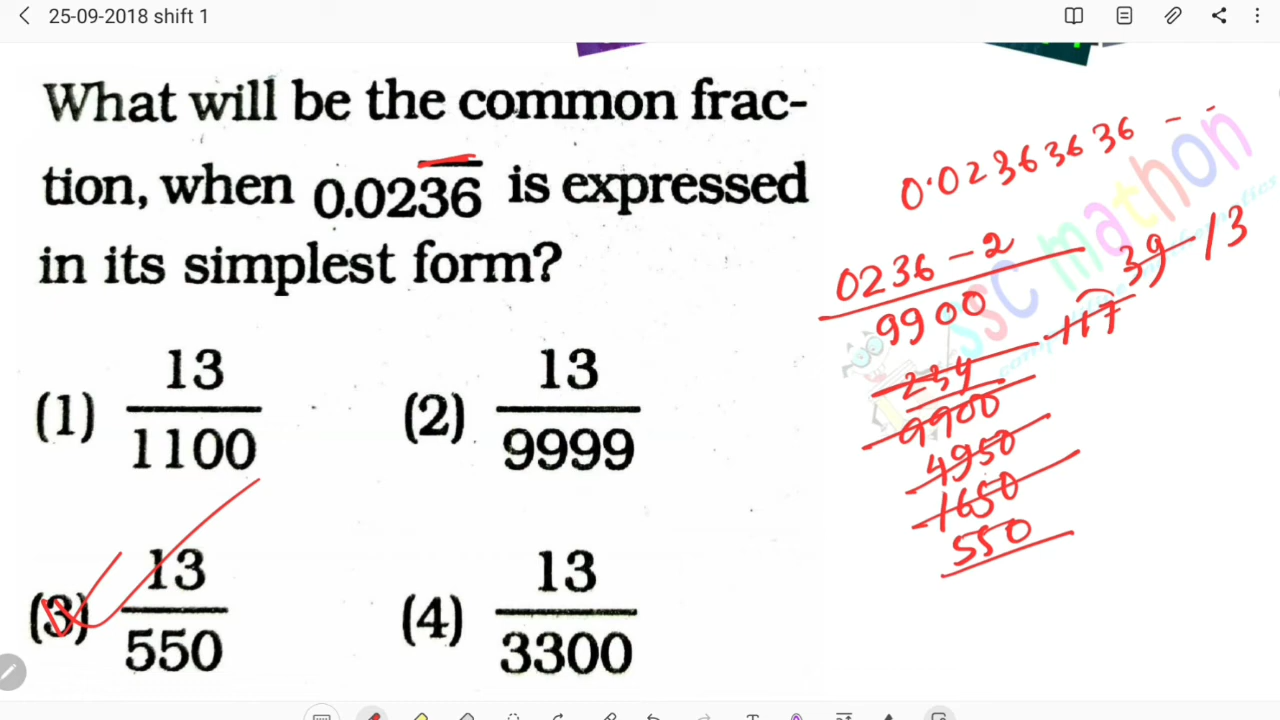 25-09-2018 shift 1
What will be the common frac-
tion, when 0.0236 is expressed
in its simplest form?
(1) 13/1100
(2) 13/9999
(3) 13/550
(4) 13/3300
0.02363636 - -
0236 - 2
9900
234
9900
4950
1650
550
117
39
13
SSC mathon